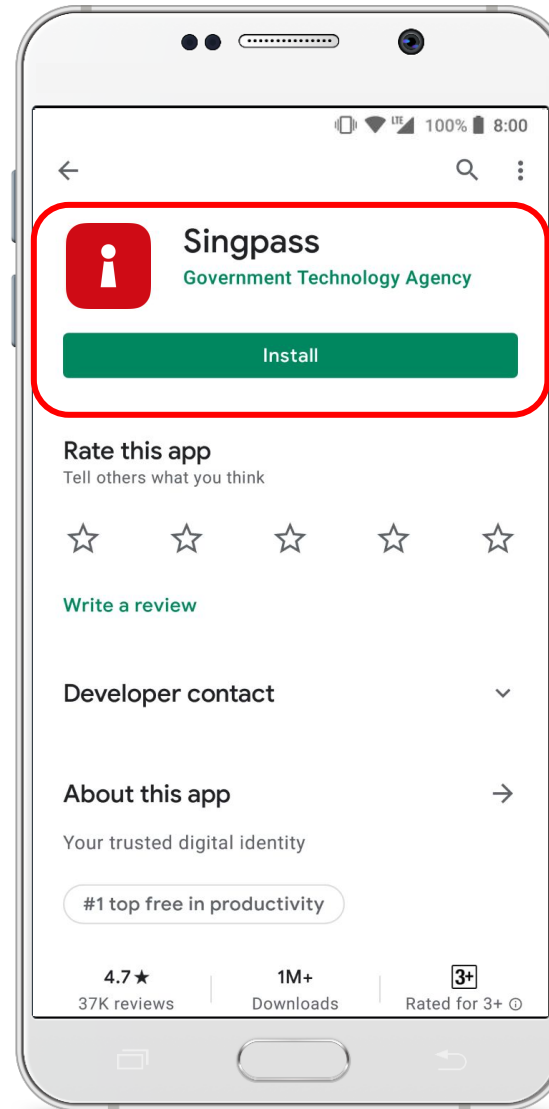 LTE 100% 8:00
Singpass
Government Technology Agency
Install
Rate this app
Tell others what you think
Write a review
Developer contact
About this app
Your trusted digital identity
#1 top free in productivity
4.7★ 1M+ 3+
37K reviews Downloads Rated for 3+